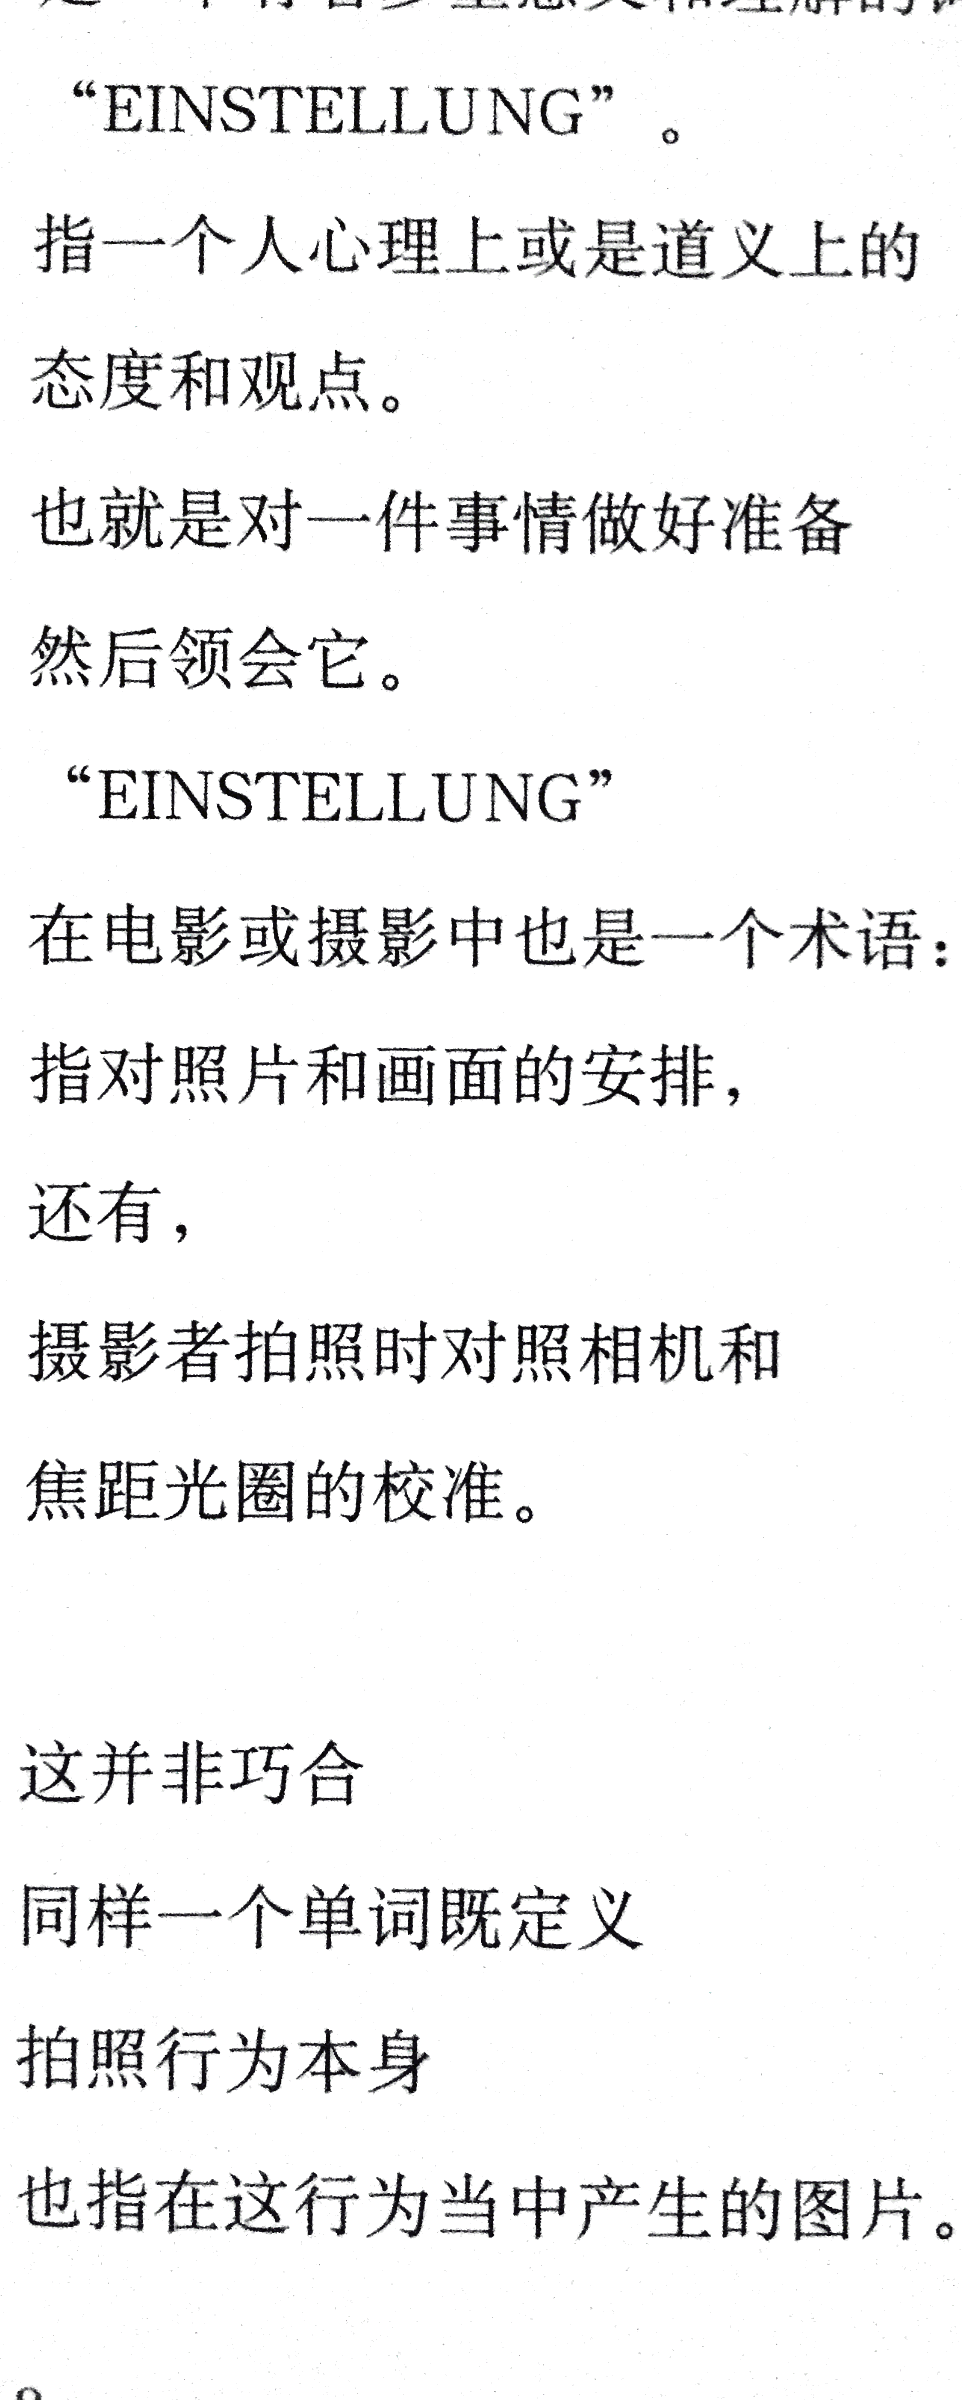 “EINSTELLUNG”。
指一个人心理上或是道义上的
态度和观点。
也就是对一件事情做好准备
然后领会它。
“EINSTELLUNG”
在电影或摄影中也是一个术语：
指对照片和画面的安排，
还有，
摄影者拍照时对照相机和
焦距光圈的校准。
这并非巧合
同样一个单词既定义
拍照行为本身
也指在这行为当中产生的图片。